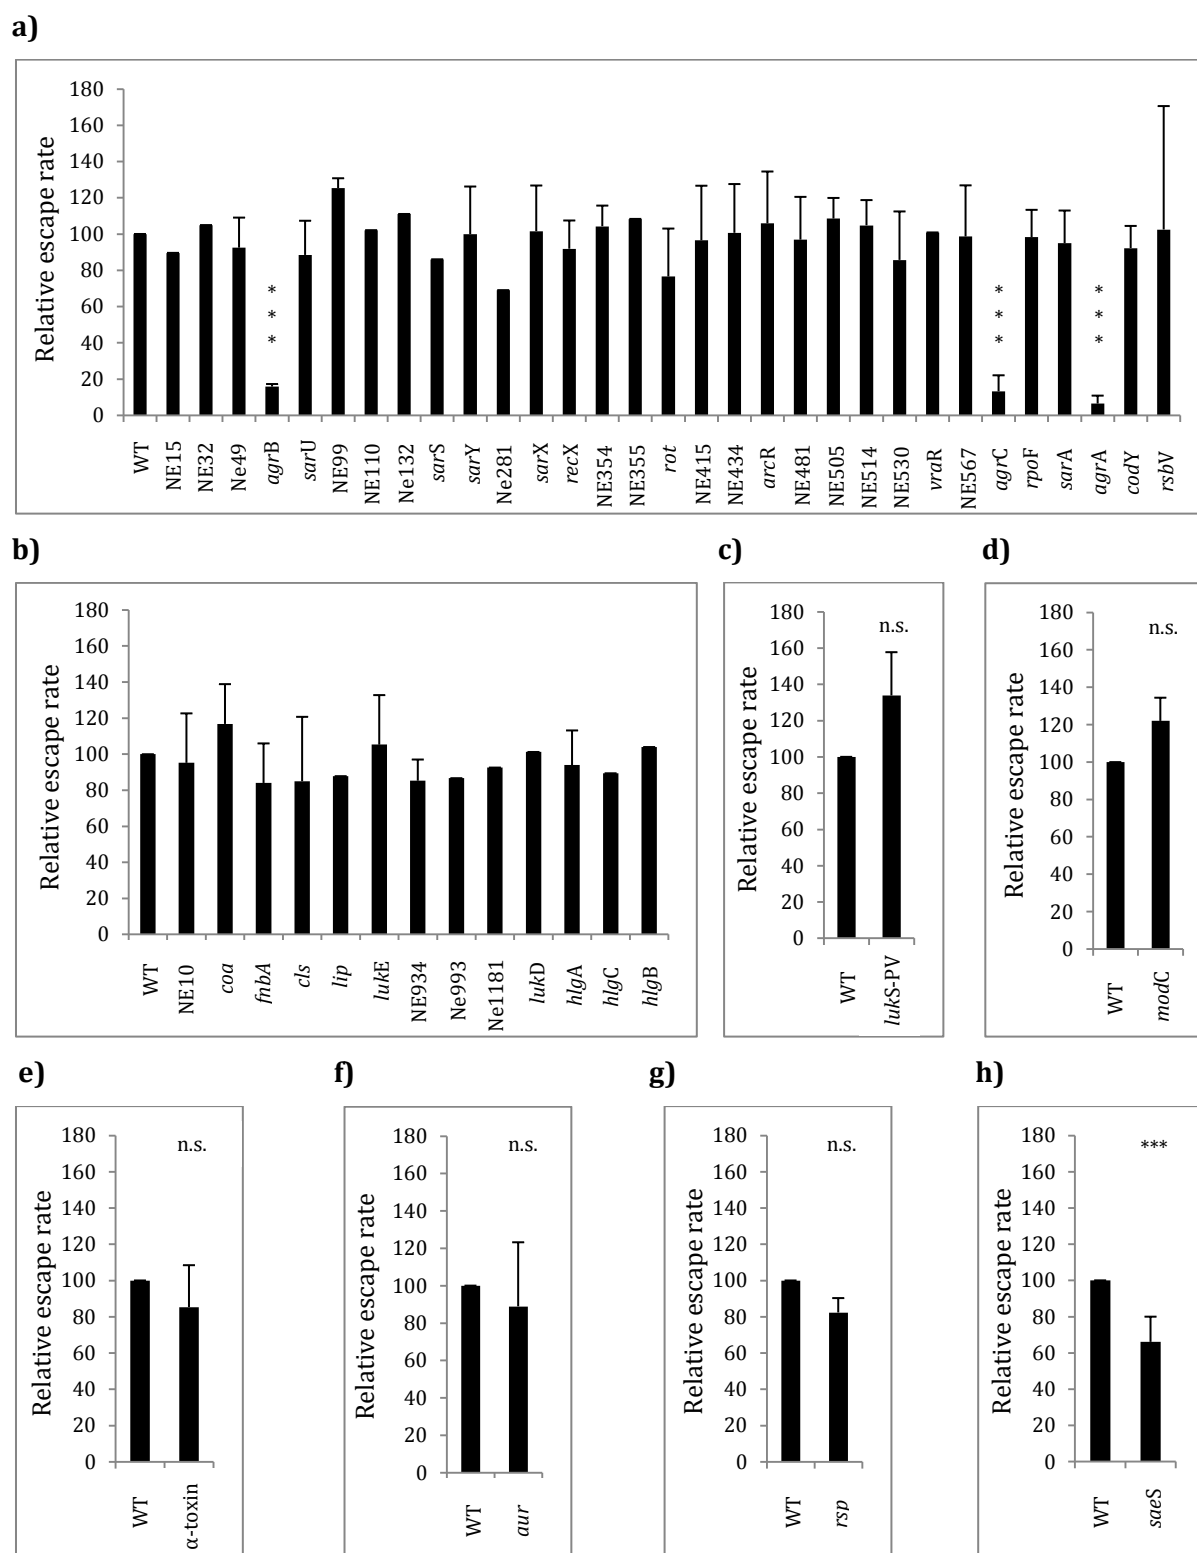 a)
Relative escape rate
180
160
140
120
100
80
60
40
20
0
***
***
***
WT NE15 NE32 Ne49 agrB sarU NE99 NE110 Ne132 sarS sarY Ne281 sarX recX NE354 NE355 rot NE415 NE434 arcR NE481 NE505 NE514 NE530 vraR NE567 agrC rpoF sarA agrA codY rsbV
b)
Relative escape rate
180
160
140
120
100
80
60
40
20
0
WT NE10 coa fnbA cls lip lukE NE934 Ne993 Ne1181 lukD hlgA hlgC hlgB
c)
Relative escape rate
180
160
140
120
100
80
60
40
20
0
n.s.
WT lukS-PV
d)
Relative escape rate
180
160
140
120
100
80
60
40
20
0
n.s.
WT modC
e)
Relative escape rate
180
160
140
120
100
80
60
40
20
0
n.s.
WT α-toxin
f)
Relative escape rate
180
160
140
120
100
80
60
40
20
0
n.s.
WT aur
g)
Relative escape rate
180
160
140
120
100
80
60
40
20
0
n.s.
WT rsp
h)
Relative escape rate
180
160
140
120
100
80
60
40
20
0
***
WT saeS